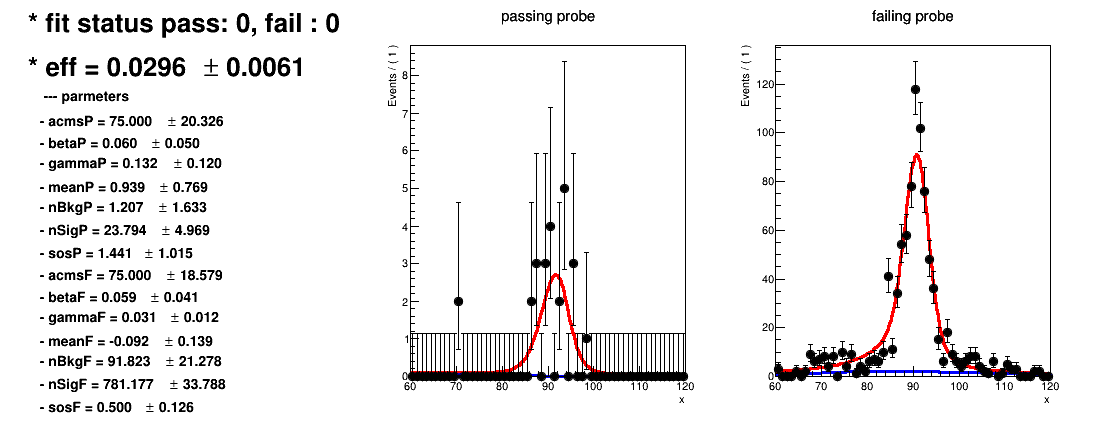 * fit status pass: 0, fail : 0
* eff = 0.0296 ± 0.0061
--- parmeters
- acmsP = 75.000 ± 20.326
- betaP = 0.060 ± 0.050
- gammaP = 0.132 ± 0.120
- meanP = 0.939 ± 0.769
- nBkgP = 1.207 ± 1.633
- nSigP = 23.794 ± 4.969
- sosP = 1.441 ± 1.015
- acmsF = 75.000 ± 18.579
- betaF = 0.059 ± 0.041
- gammaF = 0.031 ± 0.012
- meanF = -0.092 ± 0.139
- nBkgF = 91.823 ± 21.278
- nSigF = 781.177 ± 33.788
- sosF = 0.500 ± 0.126
passing probe
Events / ( 1 )
8
7
6
5
4
3
2
1
0
60 70 80 90 100 110 120
x
failing probe
Events / ( 1 )
120
100
80
60
40
20
0
60 70 80 90 100 110 120
x